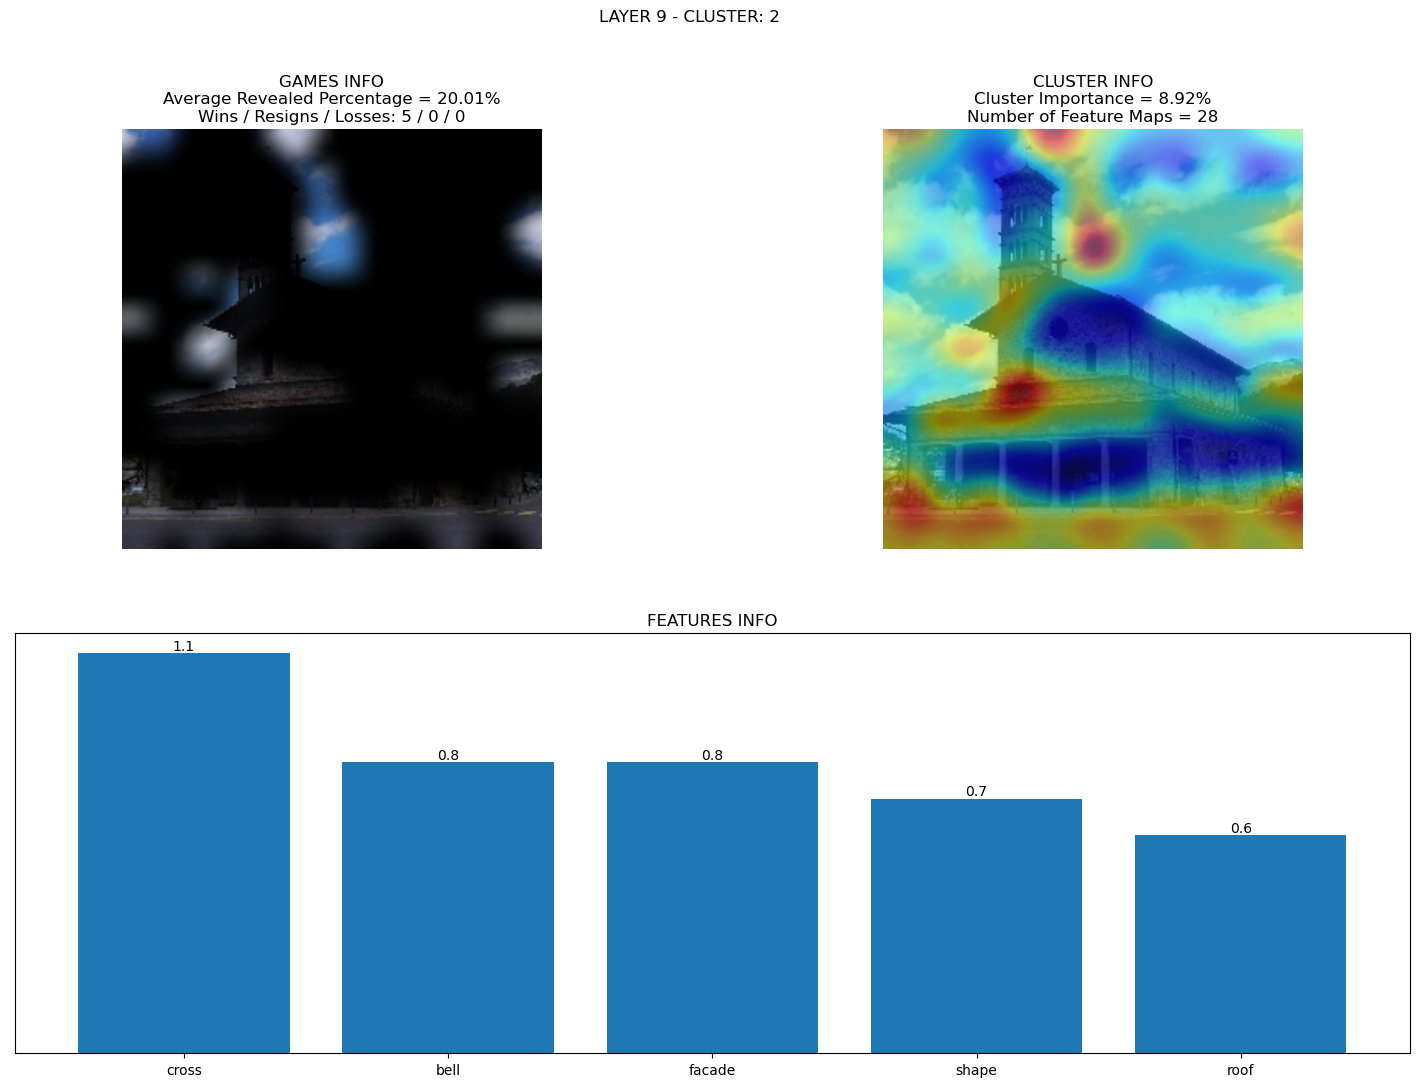 LAYER 9 - CLUSTER: 2
GAMES INFO
Average Revealed Percentage = 20.01%
Wins / Resigns / Losses: 5 / 0 / 0
CLUSTER INFO
Cluster Importance = 8.92%
Number of Feature Maps = 28
FEATURES INFO
1.1
0.8
0.8
0.7
0.6
cross
bell
facade
shape
roof